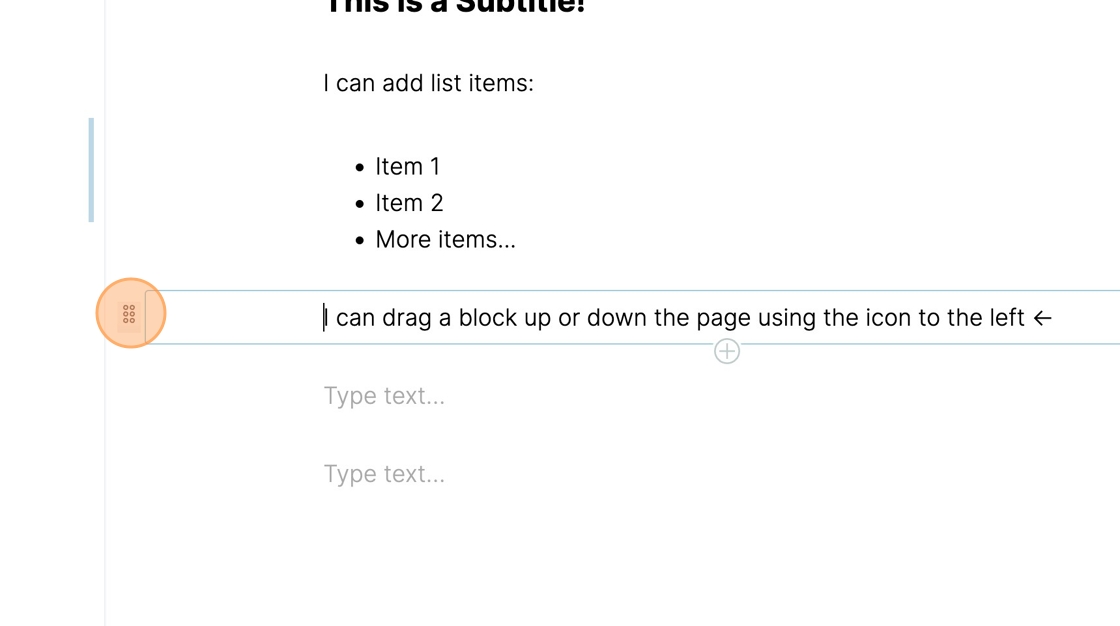 This is a Subtitle!
I can add list items:
• Item 1
• Item 2
• More items...
I can drag a block up or down the page using the icon to the left ←
Type text...
Type text...